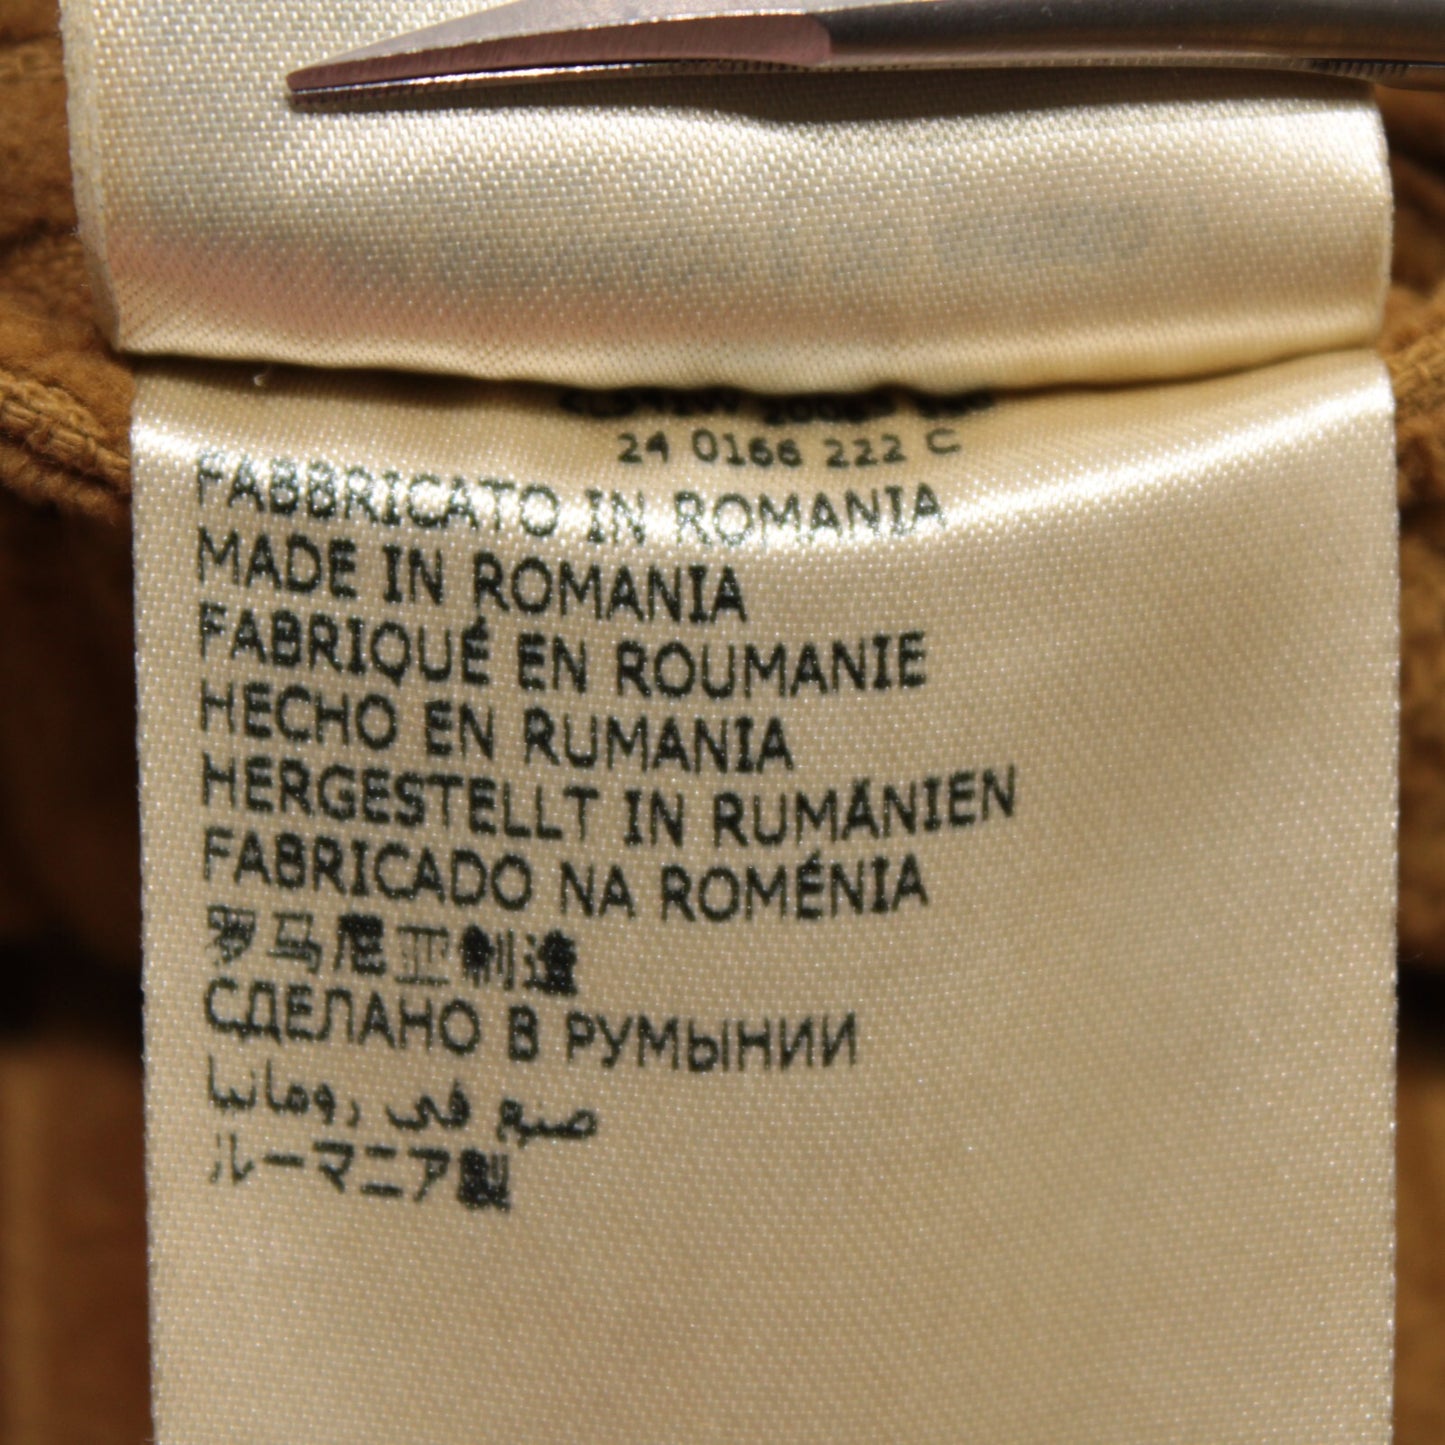 24 0166 222 C
FABBRICATO IN ROMANIA
MADE IN ROMANIA
FABRIQUÉ EN ROUMANIE
HECHO EN RUMANIA
HERGESTELLT IN RUMÄNIEN
FABRICADO NA ROMÉNIA
罗马尼亚制造
СДЕЛАНО В РУМЫНИИ
صنع في رومانيا
ルーマニア製